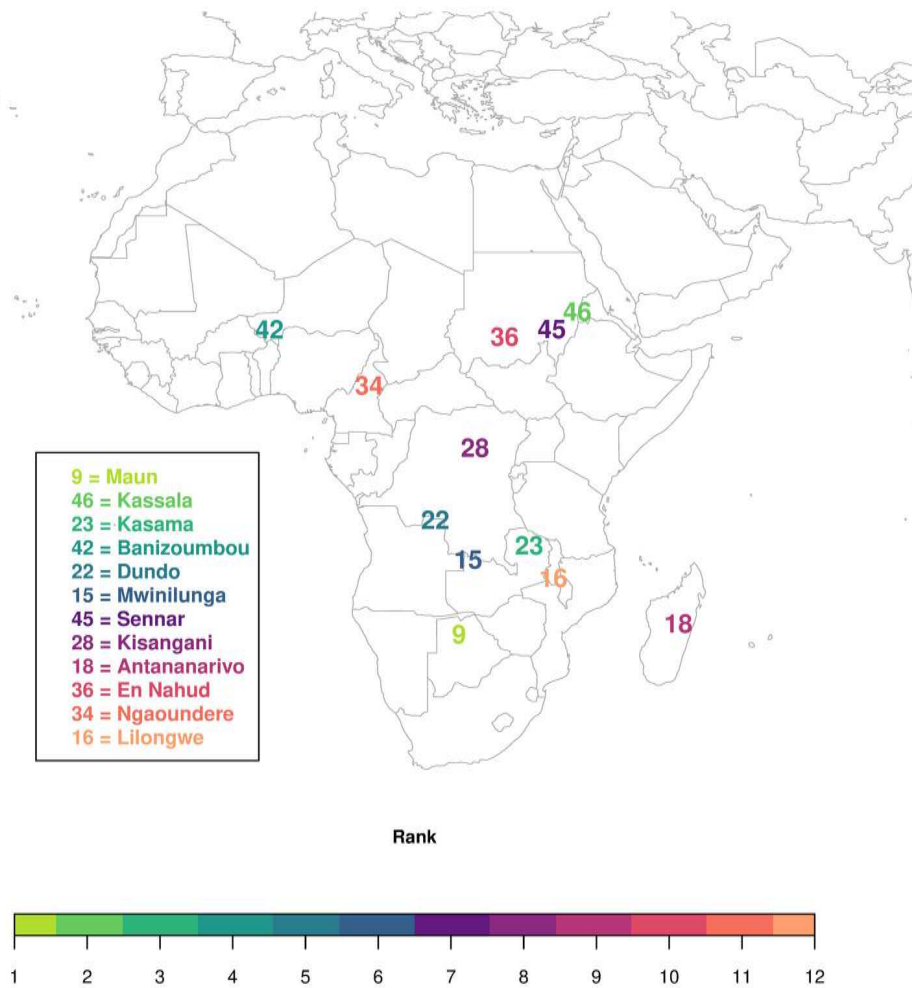 46
42
45
36
34
28
22
23
15
16
18
9
9 = Maun
46 = Kassala
23 = Kasama
42 = Banizoumbou
22 = Dundo
15 = Mwinilunga
45 = Sennar
28 = Kisangani
18 = Antananarivo
36 = En Nahud
34 = Ngaoundere
16 = Lilongwe
Rank
1 2 3 4 5 6 7 8 9 10 11 12